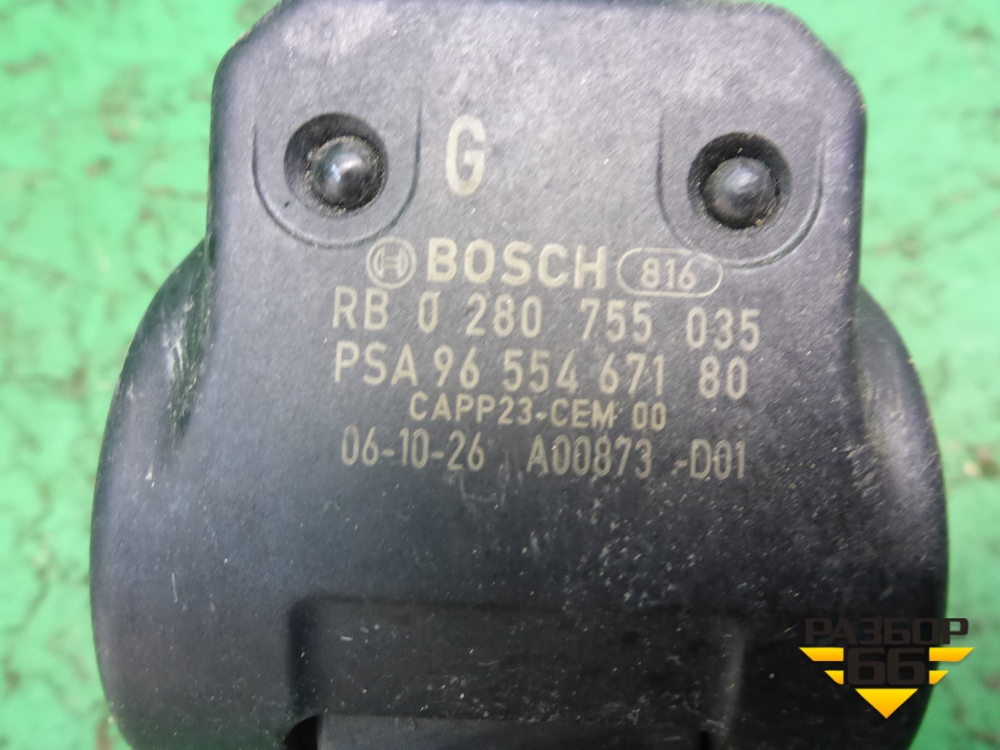 G
BOSCH 816
RB 0 280 755 035
PSA 96 554 671 80
CAPP23-CEM 00
06-10-26 A00873 -D01
РАЗБОР
66